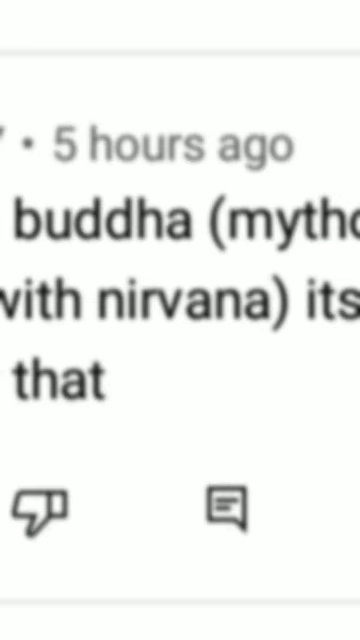 • 5 hours ago
buddha (mytho
with nirvana) its
that